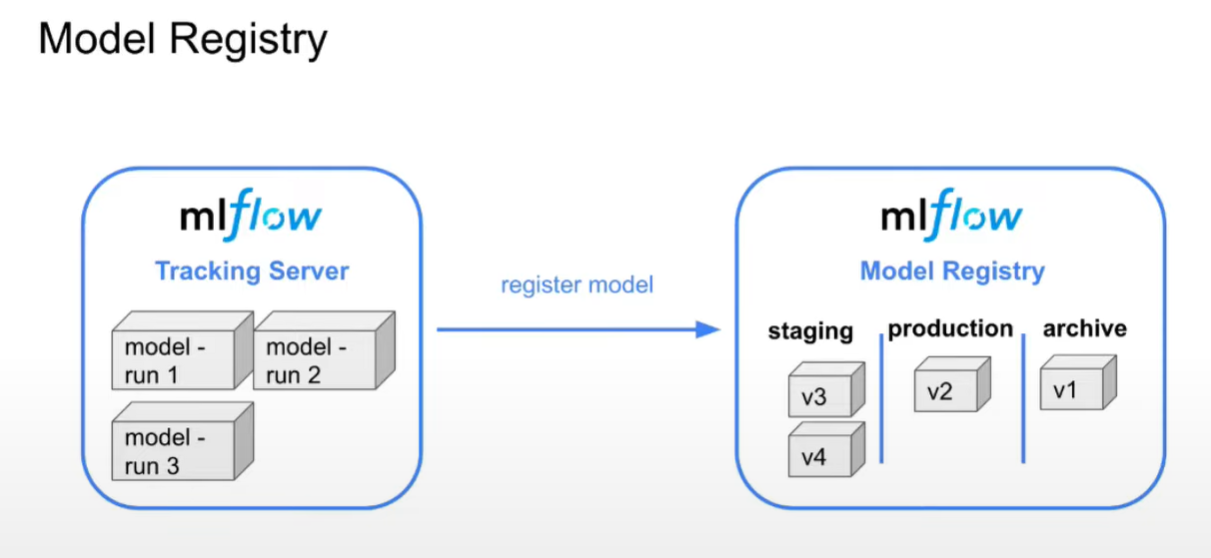 Model Registry
mlflow
Tracking Server
model -
run 1
model -
run 2
model -
run 3
register model
mlflow
Model Registry
staging
production
archive
v3
v4
v2
v1